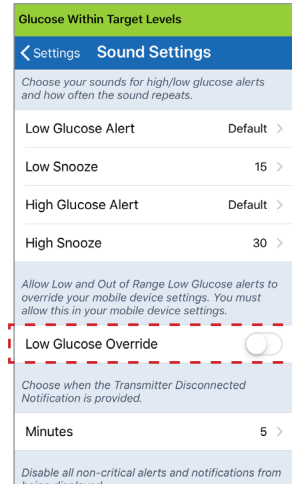 Glucose Within Target Levels
Settings Sound Settings
Choose your sounds for high/low glucose alerts
and how often the sound repeats.
Low Glucose Alert Default
Low Snooze 15
High Glucose Alert Default
High Snooze 30
Allow Low and Out of Range Low Glucose alerts to
override your mobile device settings. You must
allow this in your mobile device settings.
Low Glucose Override
Choose when the Transmitter Disconnected
Notification is provided.
Minutes 5
Disable all non-critical alerts and notifications from
being displayed